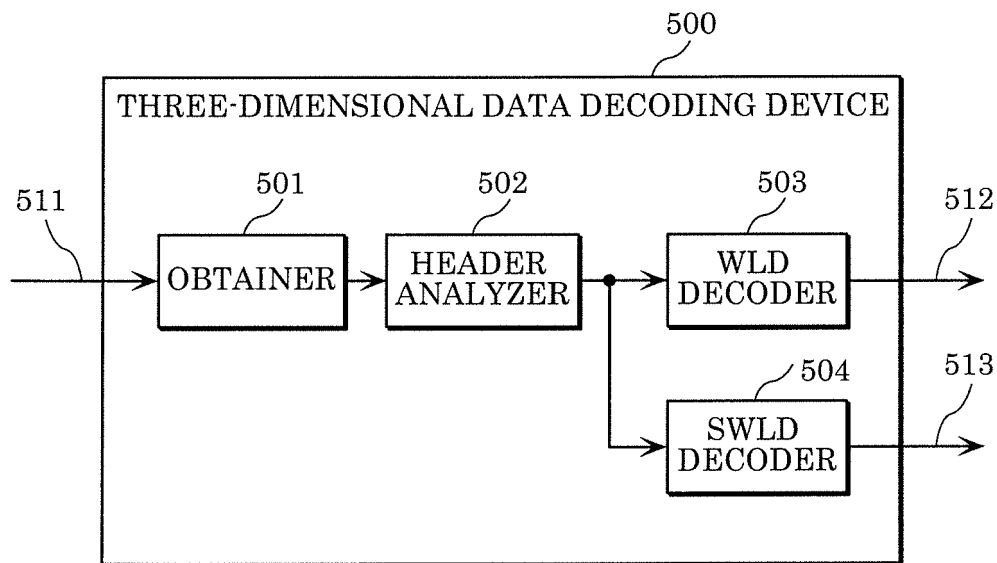 500
THREE-DIMENSIONAL DATA DECODING DEVICE
511
501
502
503
512
OBTAINER
HEADER
ANALYZER
WLD
DECODER
504
513
SWLD
DECODER